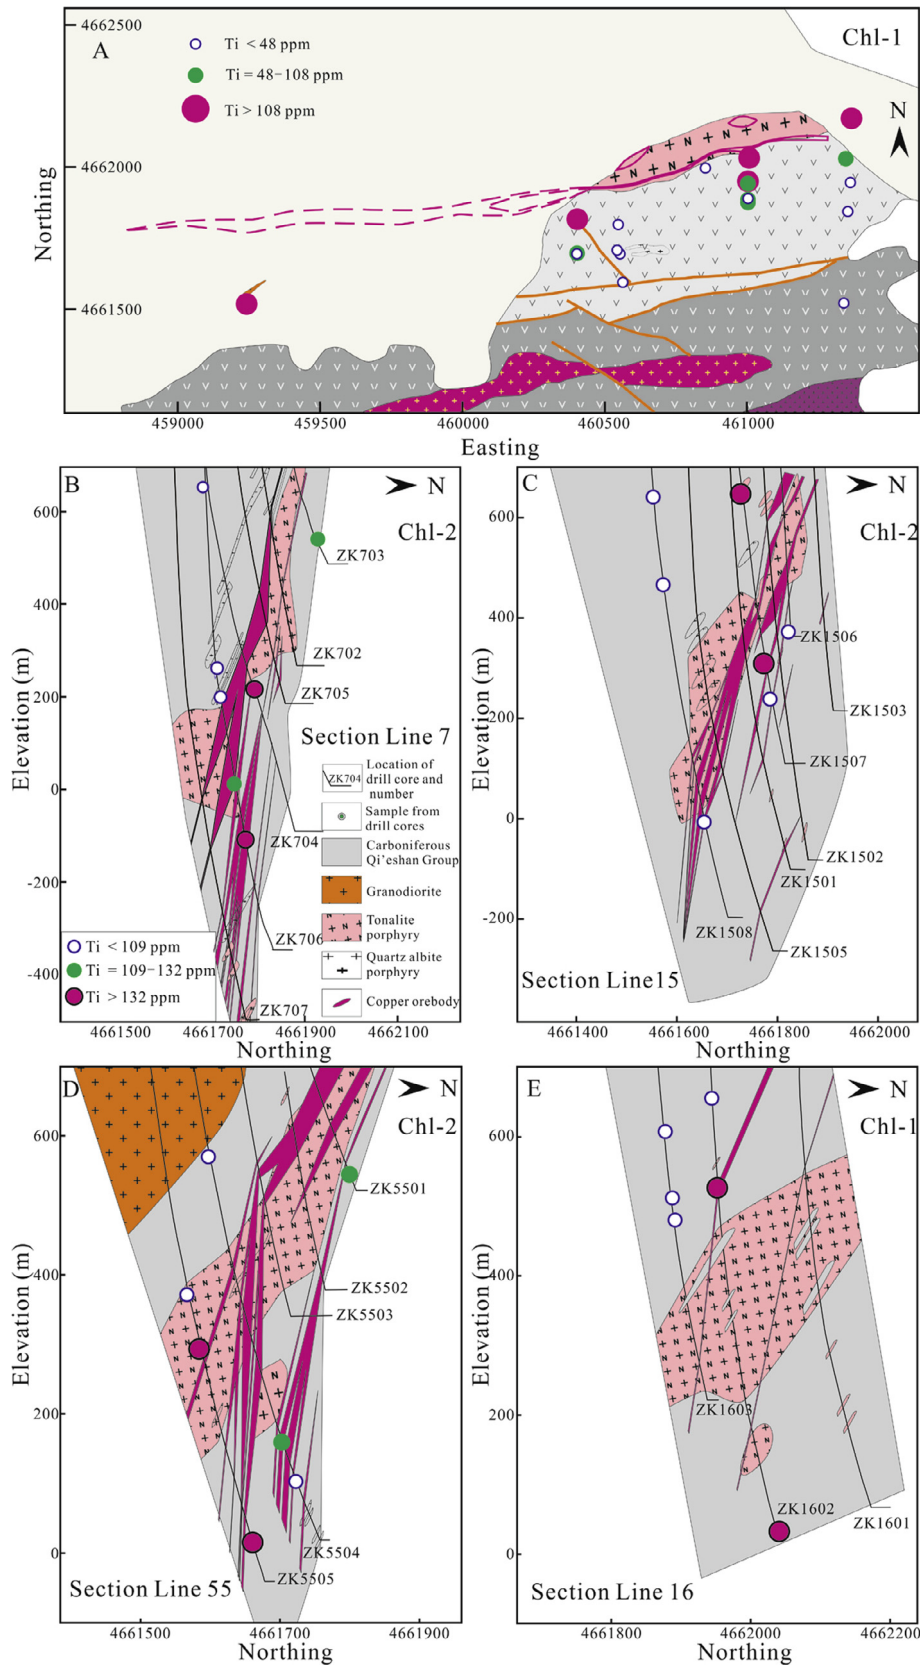 A
Chl-1
N
Ti < 48 ppm
Ti = 48−108 ppm
Ti > 108 ppm
4662500
4662000
4661500
Northing
459000
459500
460000
460500
461000
Easting
B
N
Chl-2
600
400
200
0
-200
-400
Elevation (m)
ZK703
ZK702
ZK705
ZK704
ZK706
ZK707
Section Line 7
ZK704
Location of
drill core and
number
Sample from
drill cores
Carboniferous
Qi'eshan Group
Granodiorite
Tonalite
porphyry
Quartz albite
porphyry
Copper orebody
Ti < 109 ppm
Ti = 109−132 ppm
Ti > 132 ppm
4661500
4661700
4661900
4662100
Northing
C
N
Chl-2
600
400
200
0
-200
Elevation (m)
ZK1506
ZK1503
ZK1507
ZK1502
ZK1501
ZK1508
ZK1505
Section Line15
4661400
4661600
4661800
4662000
Northing
D
N
Chl-2
600
400
200
0
Elevation (m)
ZK5501
ZK5502
ZK5503
ZK5504
ZK5505
Section Line 55
4661500
4661700
4661900
Northing
E
N
Chl-1
600
400
200
0
Elevation (m)
ZK1603
ZK1602
ZK1601
Section Line 16
4661800
4662000
4662200
Northing